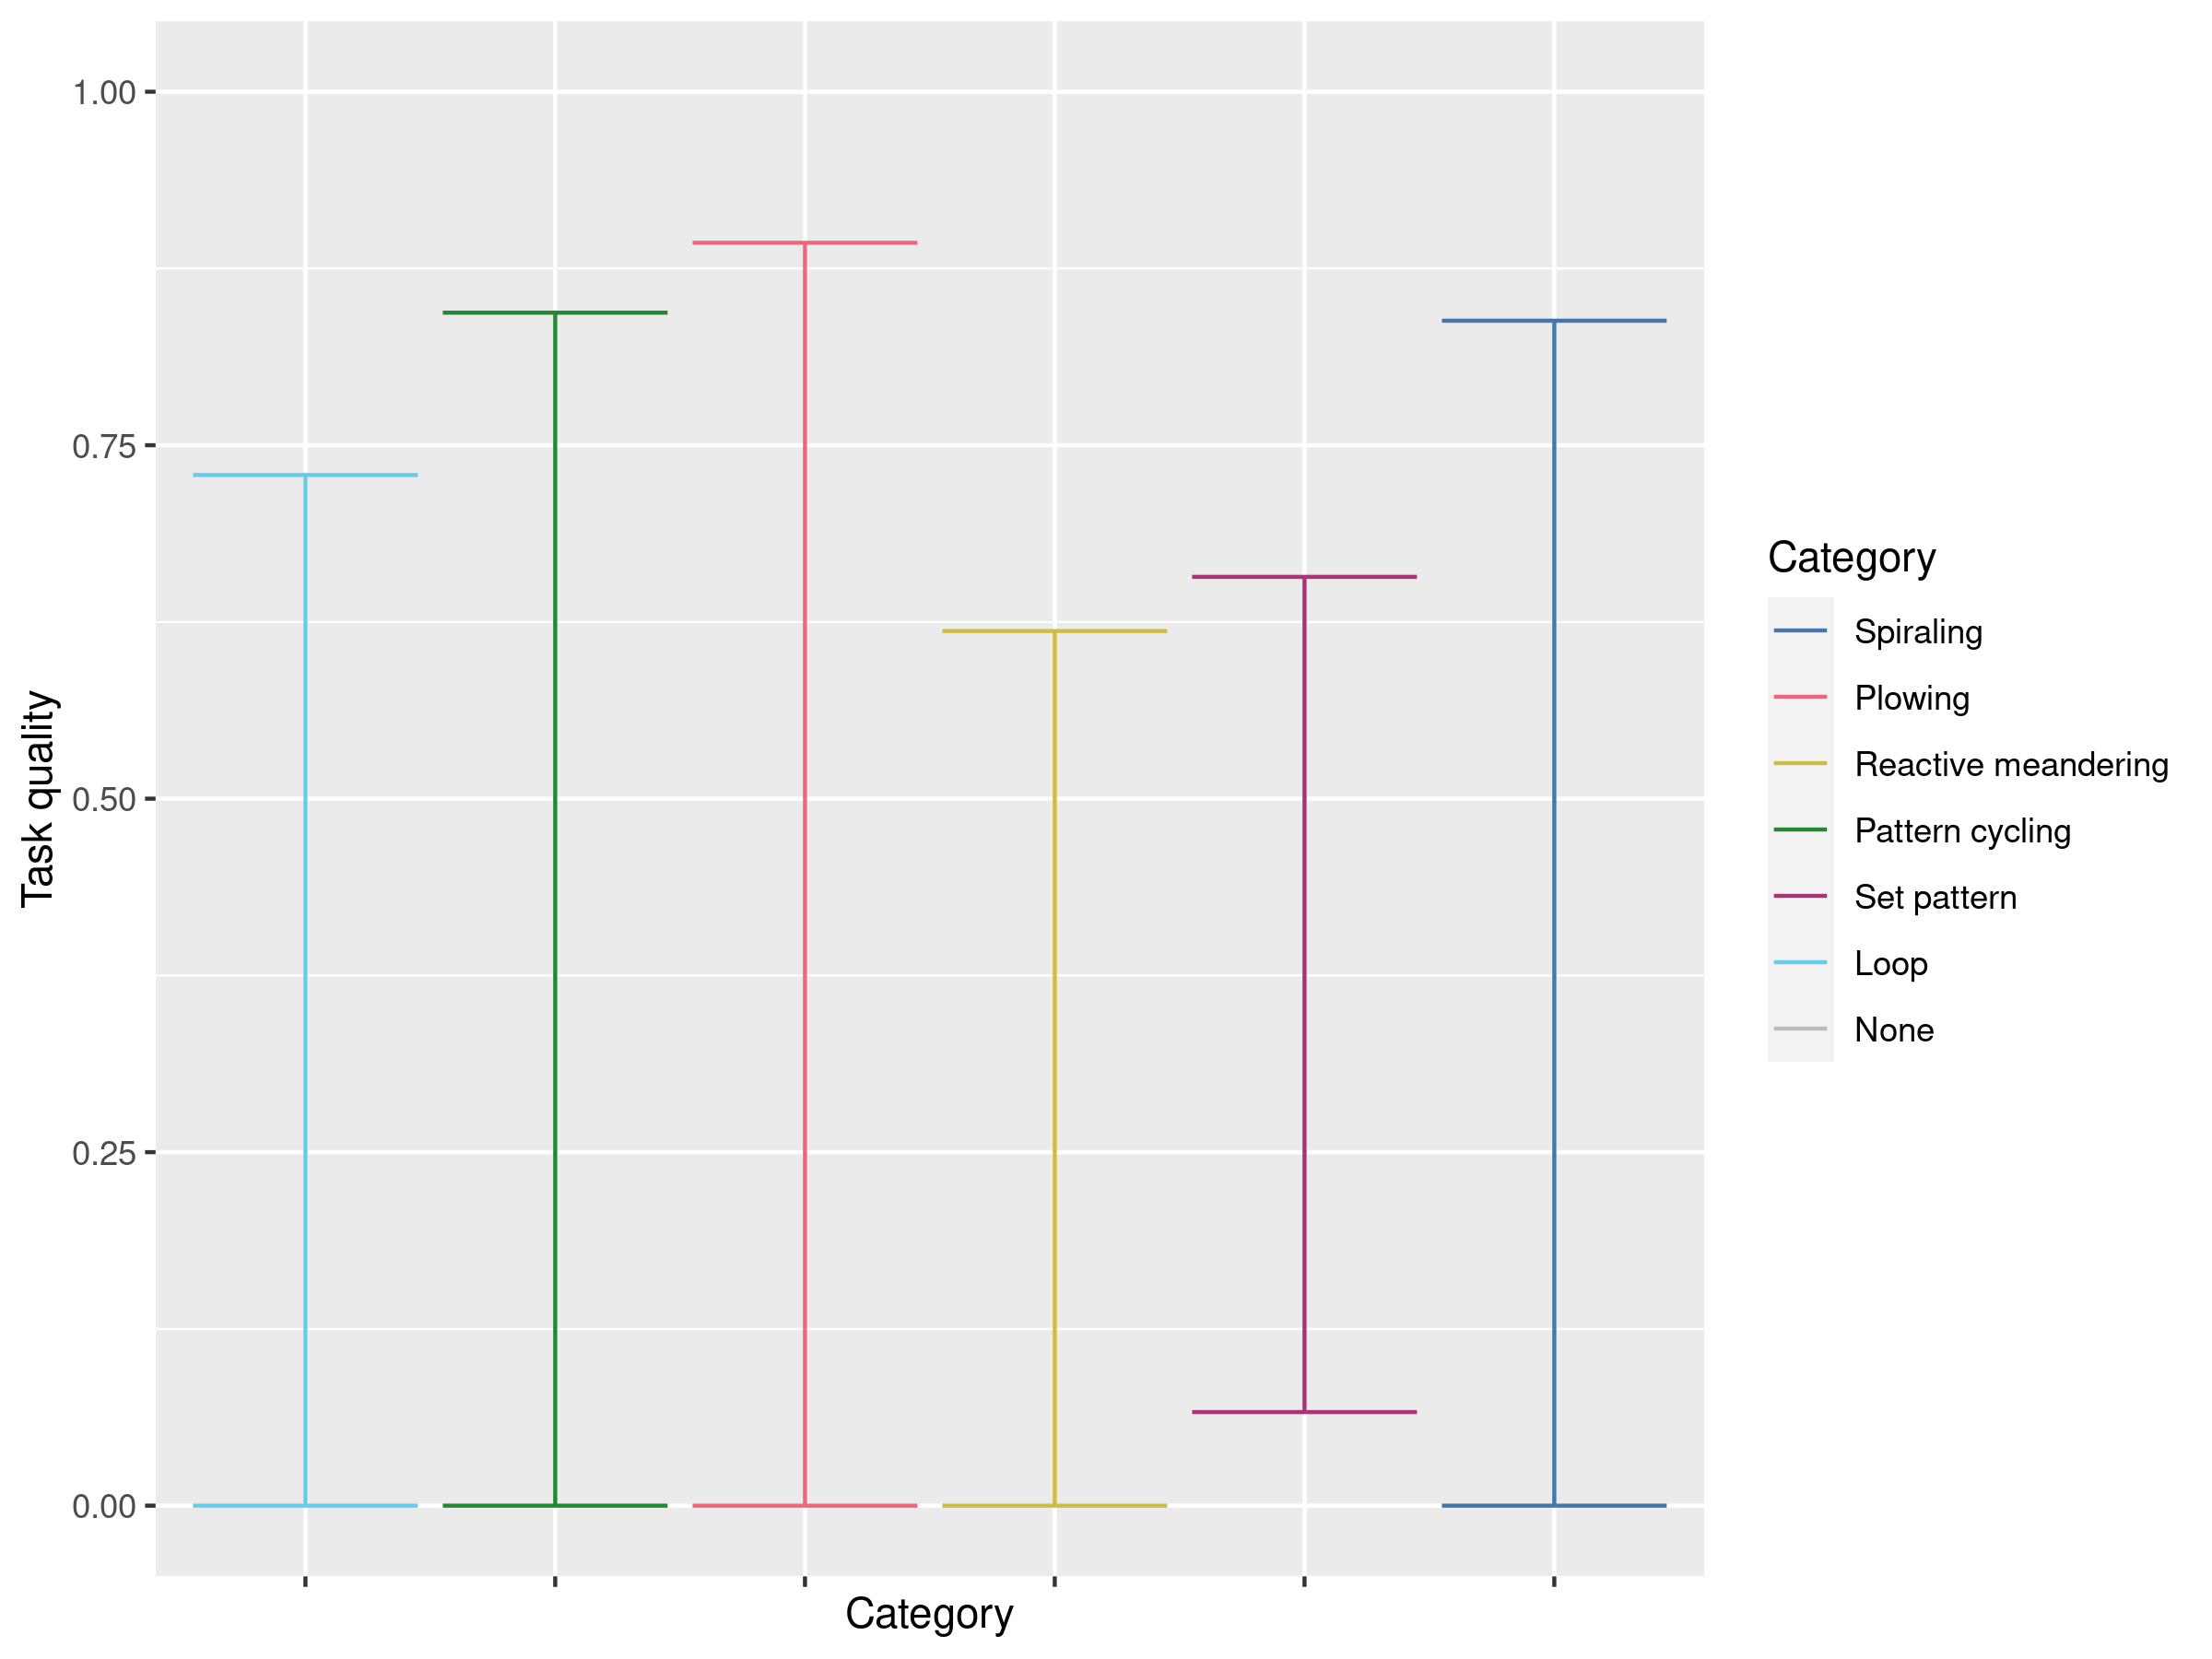 1.00
0.75
0.50
0.25
0.00
Task quality
Category
Category
Spiraling
Plowing
Reactive meandering
Pattern cycling
Set pattern
Loop
None